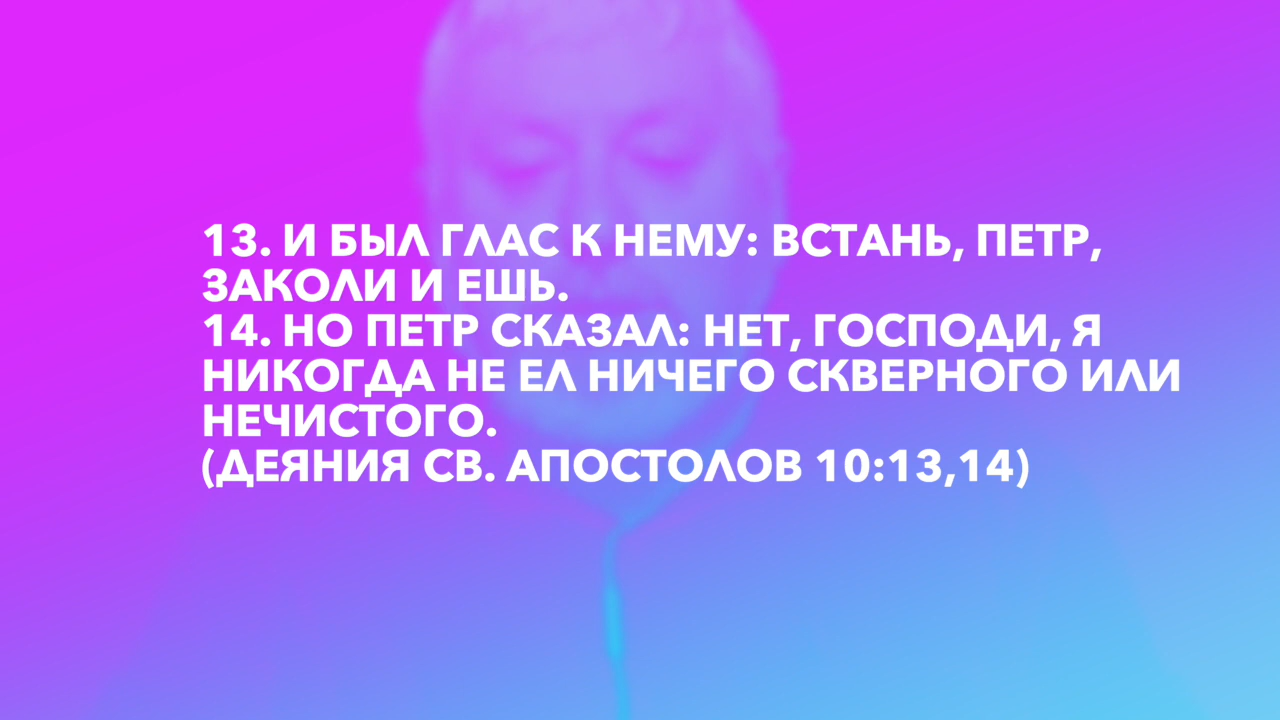 13. И БЫЛ ГЛАС К НЕМУ: ВСТАНЬ, ПЕТР,
ЗАКОЛИ И ЕШЬ.
14. НО ПЕТР СКАЗАЛ: НЕТ, ГОСПОДИ, Я
НИКОГДА НЕ ЕЛ НИЧЕГО СКВЕРНОГО ИЛИ
НЕЧИСТОГО.
(ДЕЯНИЯ СВ. АПОСТОЛОВ 10:13,14)